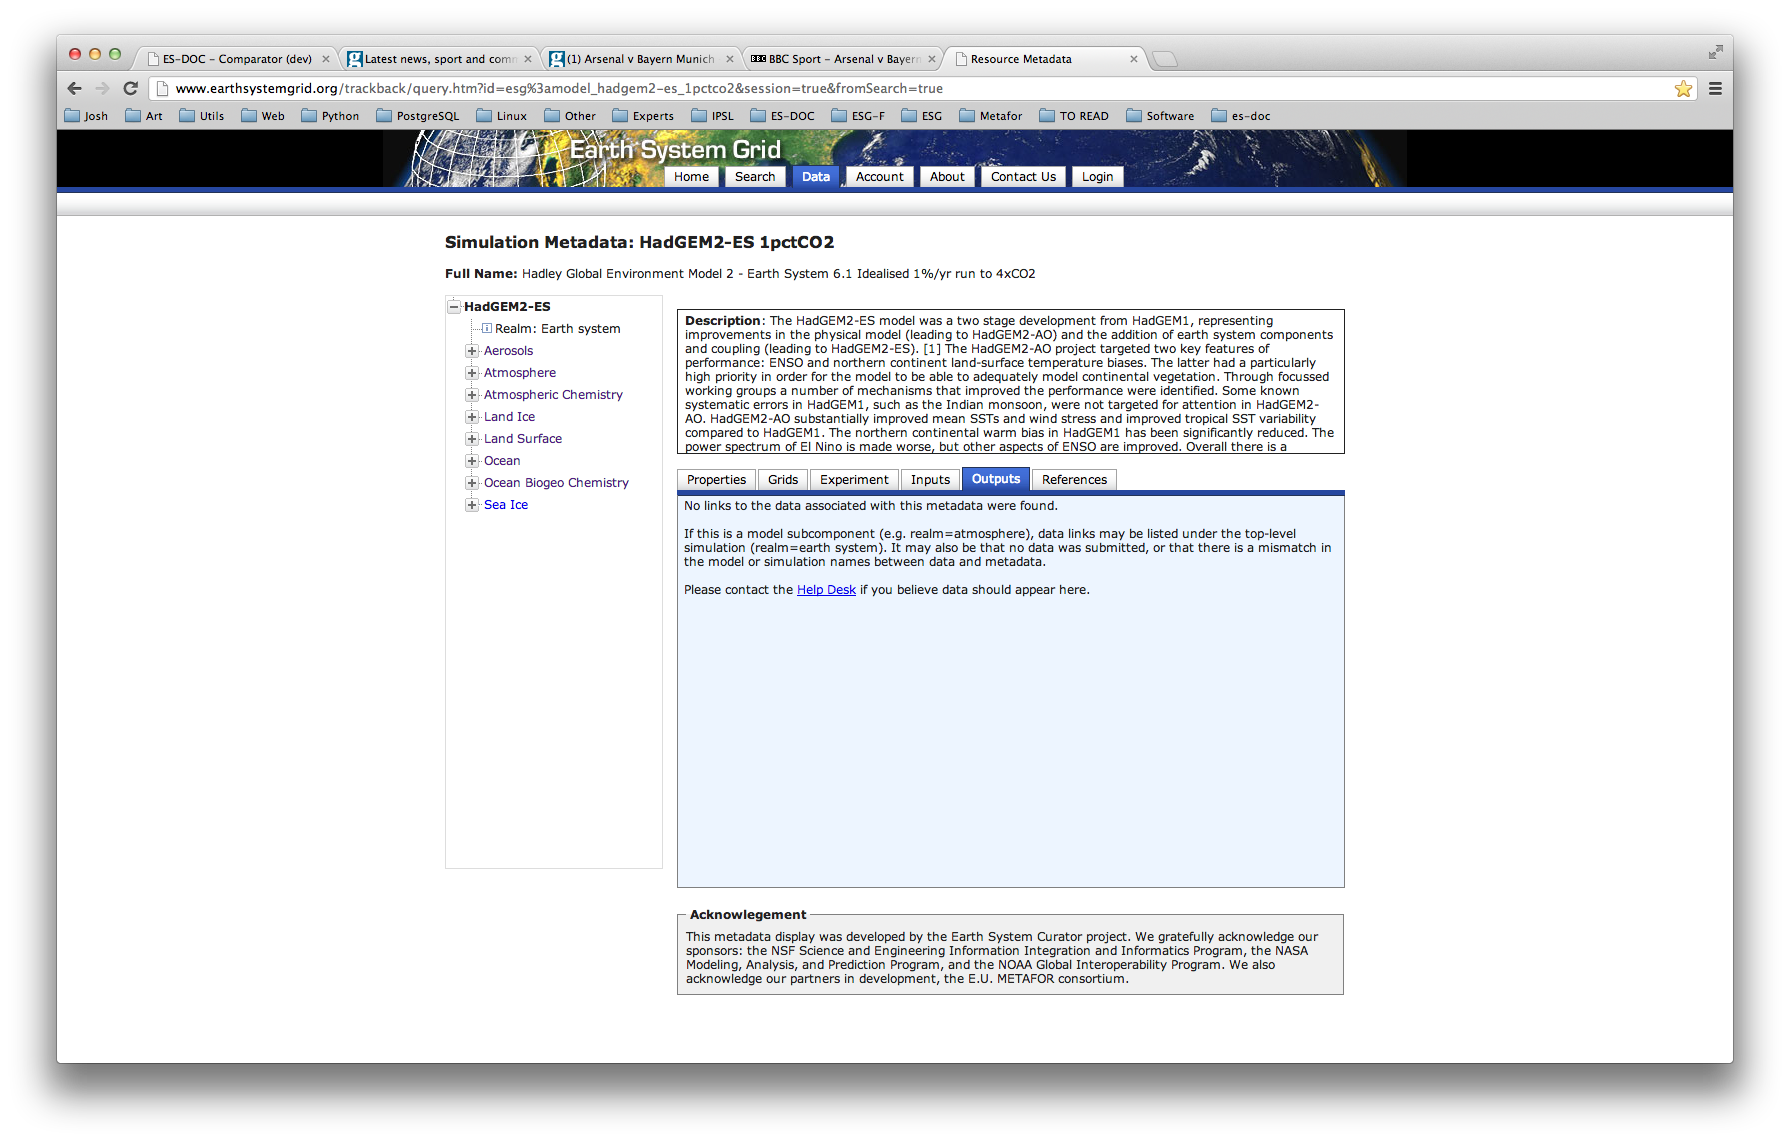 ES-DOC - Comparator (dev)
Latest news, sport and comm
(1) Arsenal v Bayern Munich
BBC Sport - Arsenal v Bayern
Resource Metadata
www.earthsystemgrid.org/trackback/query.htm?id=esg%3amodel_hadgem2-es_1pctco2&session=true&fromSearch=true
Josh
Art
Utils
Web
Python
PostgreSQL
Linux
Other
Experts
IPSL
ES-DOC
ESG-F
ESG
Metafor
TO READ
Software
es-doc
Earth System Grid
Home
Search
Data
Account
About
Contact Us
Login
Simulation Metadata: HadGEM2-ES 1pctCO2
Full Name: Hadley Global Environment Model 2 - Earth System 6.1 Idealised 1%/yr run to 4xCO2
HadGEM2-ES
Realm: Earth system
Aerosols
Atmosphere
Atmospheric Chemistry
Land Ice
Land Surface
Ocean
Ocean Biogeo Chemistry
Sea Ice
Description: The HadGEM2-ES model was a two stage development from HadGEM1, representing
improvements in the physical model (leading to HadGEM2-AO) and the addition of earth system components
and coupling (leading to HadGEM2-ES). [1] The HadGEM2-AO project targeted two key features of
performance: ENSO and northern continent land-surface temperature biases. The latter had a particularly
high priority in order for the model to be able to adequately model continental vegetation. Through focussed
working groups a number of mechanisms that improved the performance were identified. Some known
systematic errors in HadGEM1, such as the Indian monsoon, were not targeted for attention in HadGEM2-
AO. HadGEM2-AO substantially improved mean SSTs and wind stress and improved tropical SST variability
compared to HadGEM1. The northern continental warm bias in HadGEM1 has been significantly reduced. The
power spectrum of El Nino is made worse, but other aspects of ENSO are improved. Overall there is a
Properties
Grids
Experiment
Inputs
Outputs
References
No links to the data associated with this metadata were found.
If this is a model subcomponent (e.g. realm=atmosphere), data links may be listed under the top-level
simulation (realm=earth system). It may also be that no data was submitted, or that there is a mismatch in
the model or simulation names between data and metadata.
Please contact the Help Desk if you believe data should appear here.
Acknowlegement
This metadata display was developed by the Earth System Curator project. We gratefully acknowledge our
sponsors: the NSF Science and Engineering Information Integration and Informatics Program, the NASA
Modeling, Analysis, and Prediction Program, and the NOAA Global Interoperability Program. We also
acknowledge our partners in development, the E.U. METAFOR consortium.